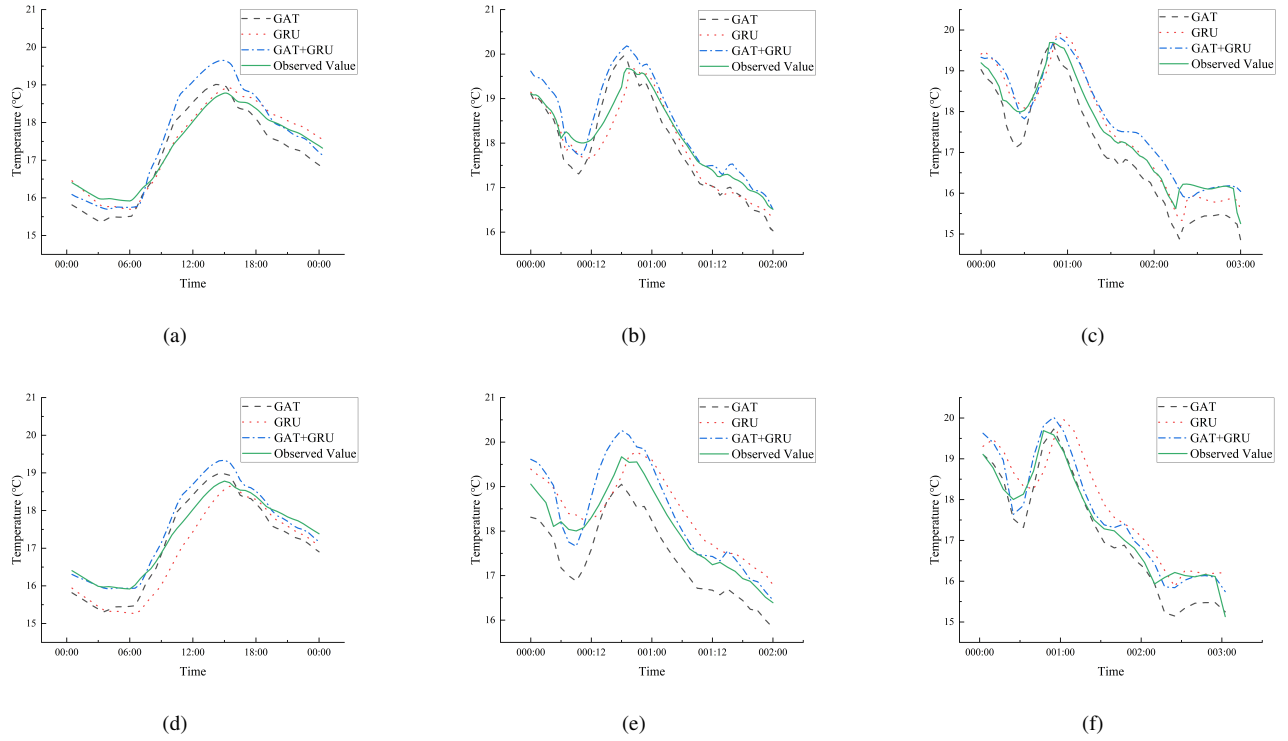 21
20
19
18
17
16
15
Temperature (℃)
00:00
06:00
12:00
18:00
00:00
Time
GAT
GRU
GAT+GRU
Observed Value
(a)
21
20
19
18
17
16
Temperature (℃)
000:00
000:12
001:00
001:12
002:00
Time
GAT
GRU
GAT+GRU
Observed Value
(b)
20
19
18
17
16
15
Temperature (℃)
000:00
001:00
002:00
003:00
Time
GAT
GRU
GAT+GRU
Observed Value
(c)
21
20
19
18
17
16
15
Temperature (℃)
00:00
06:00
12:00
18:00
00:00
Time
GAT
GRU
GAT+GRU
Observed Value
(d)
21
20
19
18
17
16
Temperature (℃)
000:00
000:12
001:00
001:12
002:00
Time
GAT
GRU
GAT+GRU
Observed Value
(e)
20
19
18
17
16
15
Temperature (℃)
000:00
001:00
002:00
003:00
Time
GAT
GRU
GAT+GRU
Observed Value
(f)